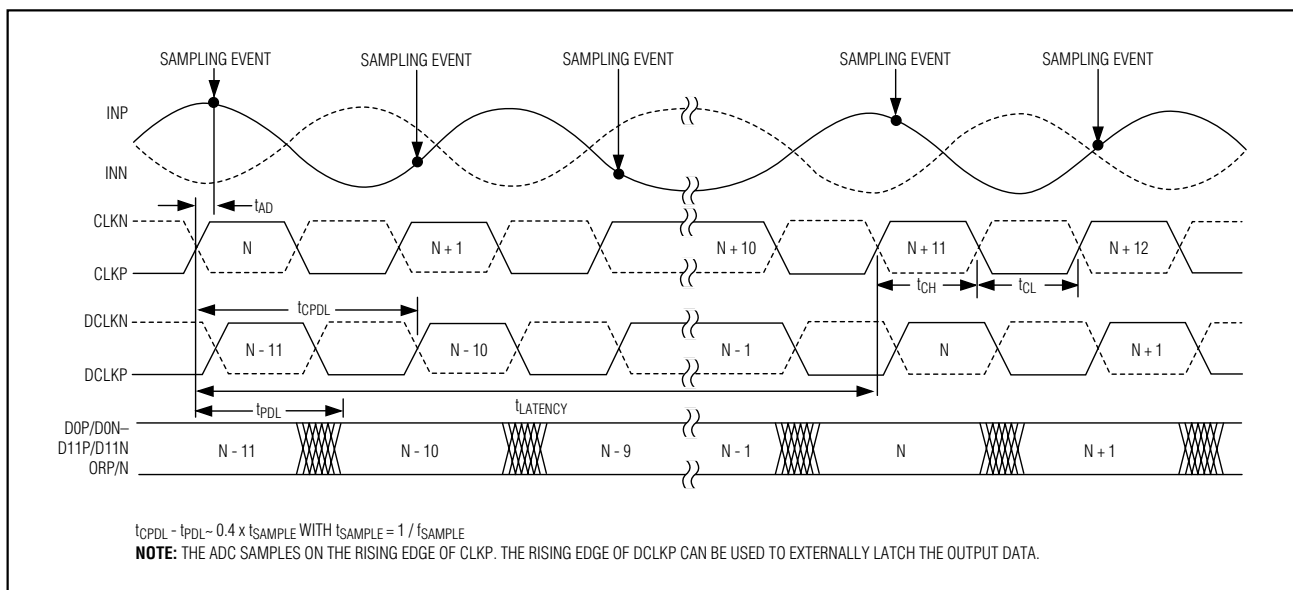 SAMPLING EVENT SAMPLING EVENT SAMPLING EVENT SAMPLING EVENT SAMPLING EVENT
INP
INN
tAD
CLKN
N N + 1 N + 10 N + 11 N + 12
CLKP
tCH tCL
tCPDL
DCLKN
N - 11 N - 10 N - 1 N N + 1
DCLKP
tPDL tLATENCY
D0P/D0N–
D11P/D11N N - 11 N - 10 N - 9 N - 1 N N + 1
ORP/N
tCPDL - tPDL ~ 0.4 x tSAMPLE WITH tSAMPLE = 1 / fSAMPLE
NOTE: THE ADC SAMPLES ON THE RISING EDGE OF CLKP. THE RISING EDGE OF DCLKP CAN BE USED TO EXTERNALLY LATCH THE OUTPUT DATA.